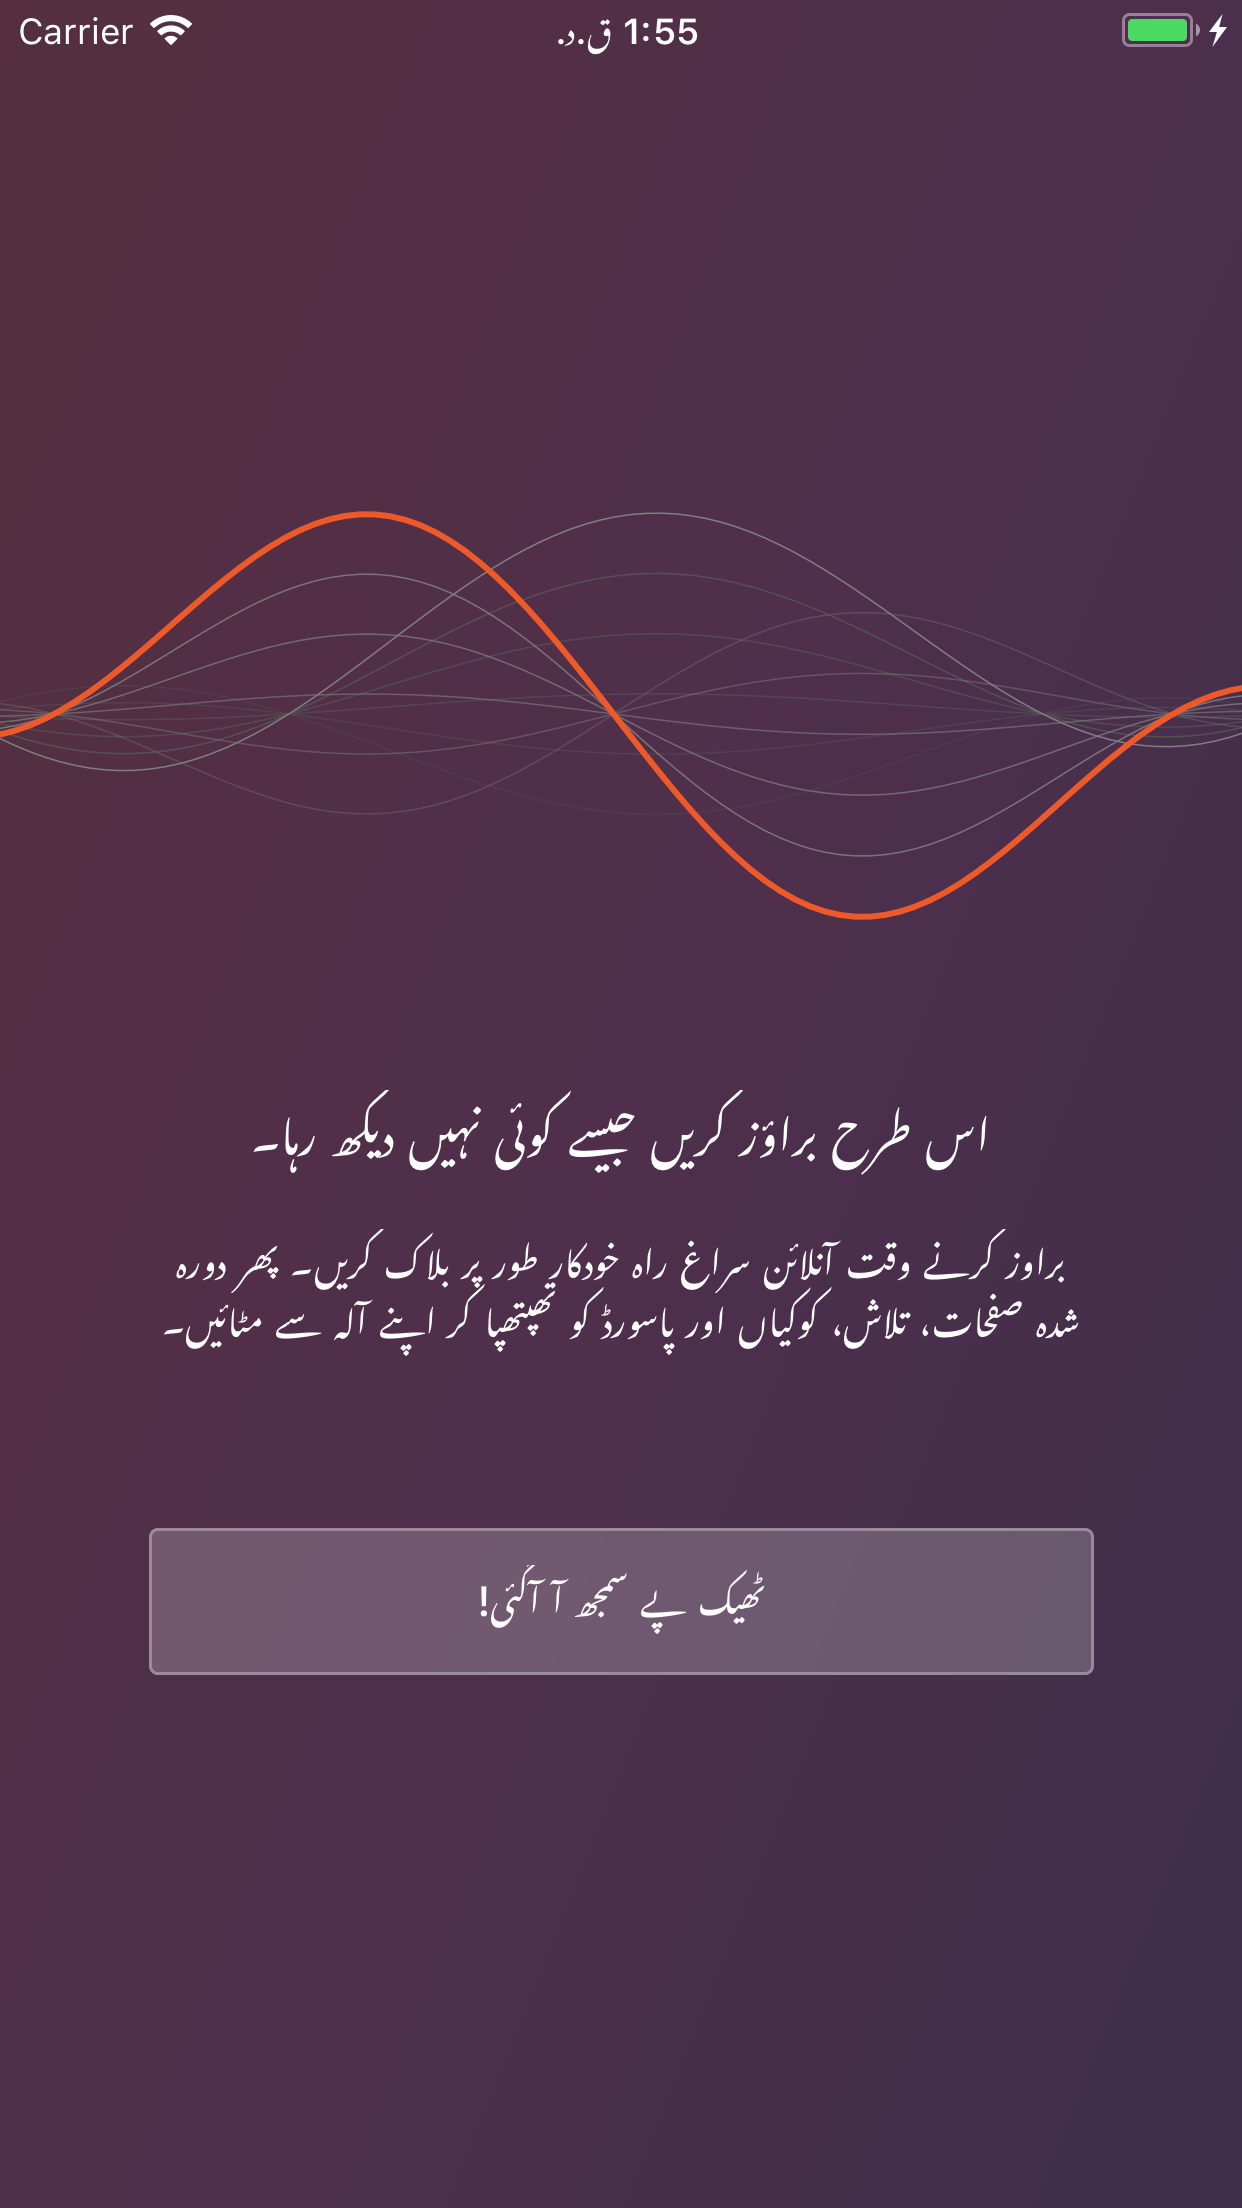 Carrier
1:55 ق.د.
اس طرح براؤز کریں جیسے کوئی نہیں دیکھ رہا۔
براوز کرنے وقت آنلائن سراغ راہ خودکار طور پر بلاک کریں۔ پھر دورہ
شدہ صفحات، تلاش، کوکیاں اور پاسورڈ کو تھپتھپا کر اپنے آلہ سے مٹائیں۔
ٹھیک ہے سمجھ آ آگئی!